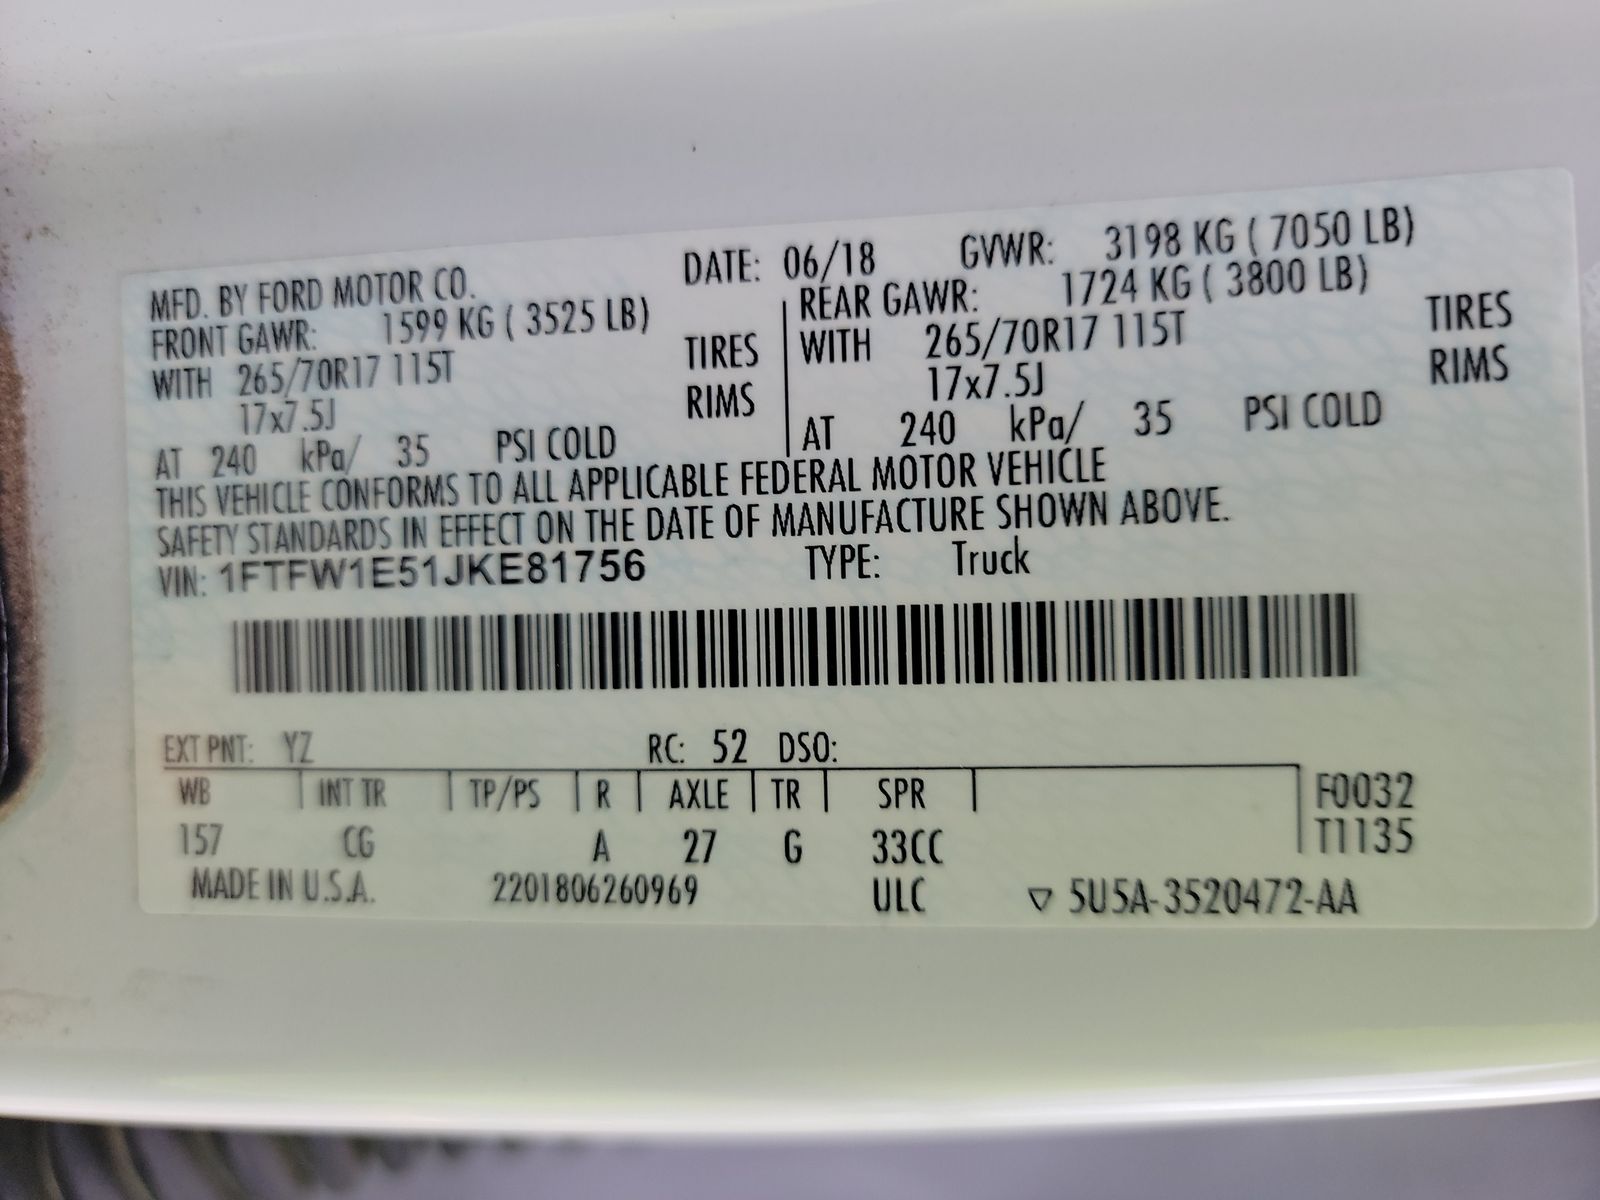 MFD. BY FORD MOTOR CO. DATE: 06/18 GVWR: 3198 KG ( 7050 LB)
FRONT GAWR: 1599 KG ( 3525 LB)
WITH 265/70R17 115T TIRES
17x7.5J RIMS
AT 240 kPa/ 35 PSI COLD
REAR GAWR: 1724 KG ( 3800 LB)
WITH 265/70R17 115T TIRES
17x7.5J RIMS
AT 240 kPa/ 35 PSI COLD
THIS VEHICLE CONFORMS TO ALL APPLICABLE FEDERAL MOTOR VEHICLE
SAFETY STANDARDS IN EFFECT ON THE DATE OF MANUFACTURE SHOWN ABOVE.
VIN: 1FTFW1E51JKE81756 TYPE: Truck
EXT PNT: YZ RC: 52 DSO:
WB INT TR TP/PS R AXLE TR SPR F0032
157 CG A 27 G 33CC T1135
MADE IN U.S.A. 2201806260969 ULC ▽ 5U5A-3520472-AA